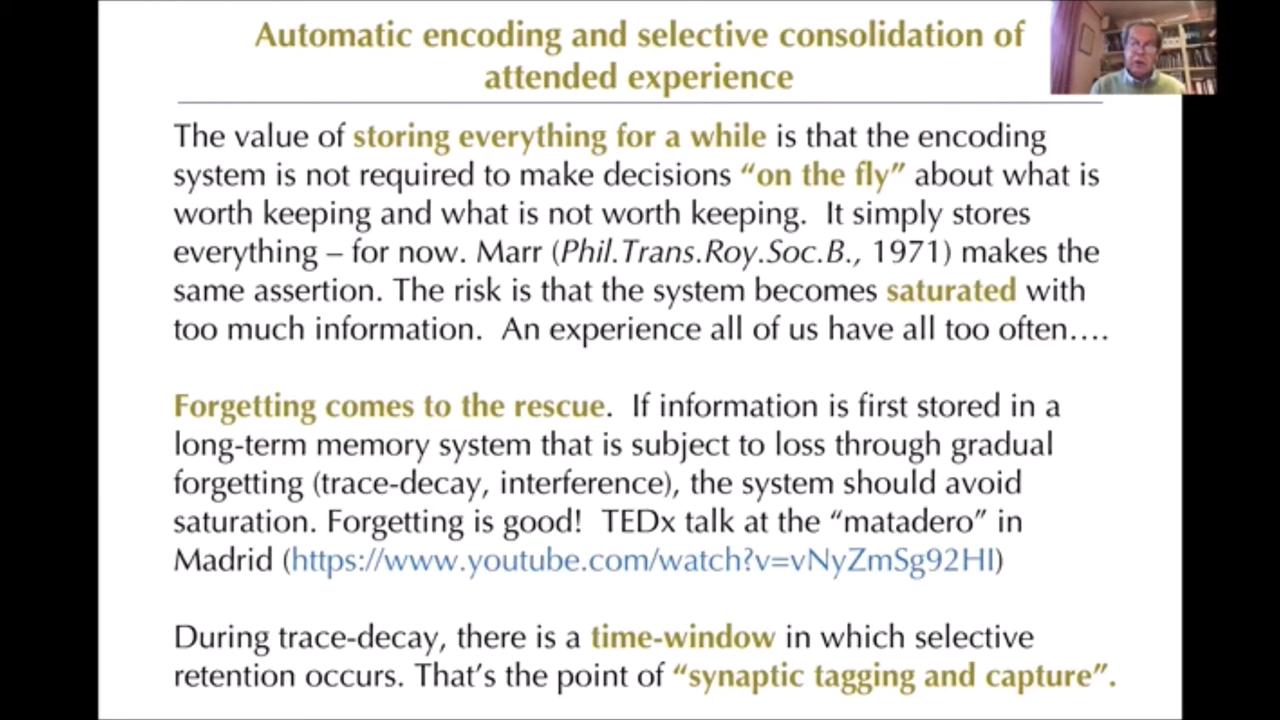 Automatic encoding and selective consolidation of
attended experience
The value of storing everything for a while is that the encoding
system is not required to make decisions “on the fly” about what is
worth keeping and what is not worth keeping.  It simply stores
everything – for now. Marr (Phil.Trans.Roy.Soc.B., 1971) makes the
same assertion. The risk is that the system becomes saturated with
too much information.  An experience all of us have all too often….
Forgetting comes to the rescue.  If information is first stored in a
long-term memory system that is subject to loss through gradual
forgetting (trace-decay, interference), the system should avoid
saturation. Forgetting is good!  TEDx talk at the “matadero” in
Madrid (https://www.youtube.com/watch?v=vNyZmSg92HI)
During trace-decay, there is a time-window in which selective
retention occurs. That’s the point of “synaptic tagging and capture”.